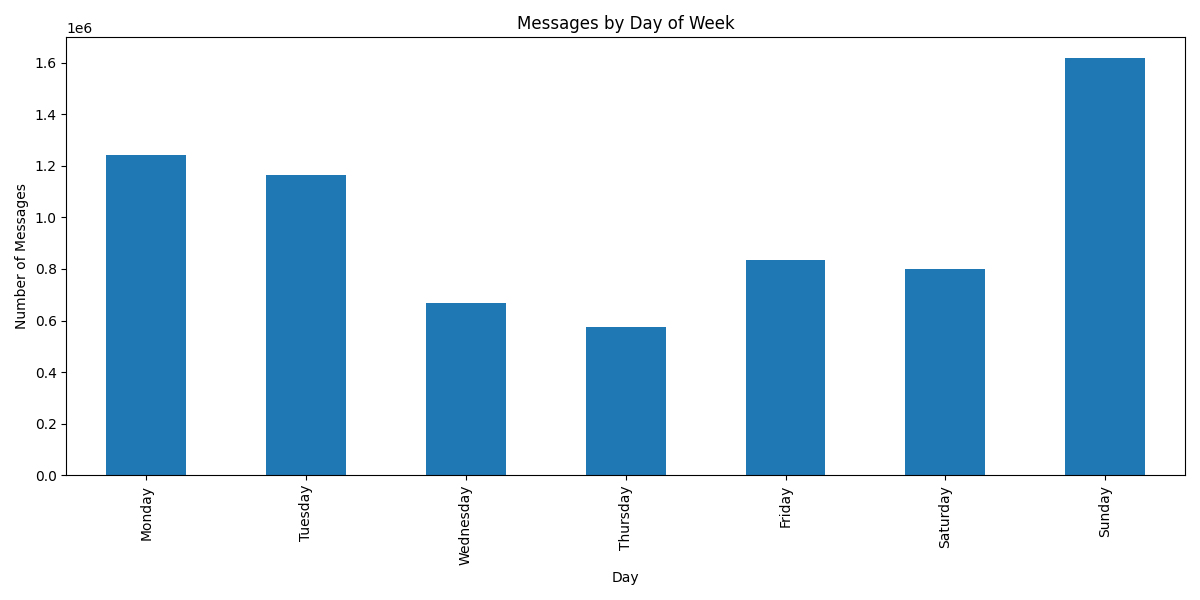 Messages by Day of Week
1e6
1.6
1.4
1.2
1.0
0.8
0.6
0.4
0.2
0.0
Number of Messages
Monday
Tuesday
Wednesday
Thursday
Friday
Saturday
Sunday
Day